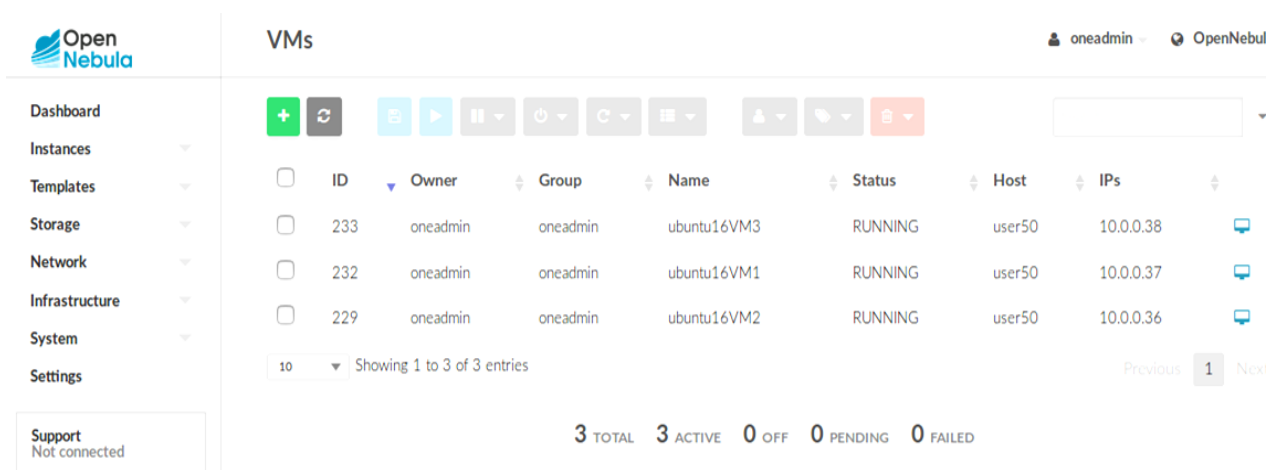 Open
Nebula
VMs
oneadmin
OpenNebul
Dashboard
Instances
Templates
Storage
Network
Infrastructure
System
Settings
Support
Not connected
ID Owner Group Name Status Host IPs
233 oneadmin oneadmin ubuntu16VM3 RUNNING user50 10.0.0.38
232 oneadmin oneadmin ubuntu16VM1 RUNNING user50 10.0.0.37
229 oneadmin oneadmin ubuntu16VM2 RUNNING user50 10.0.0.36
10 Showing 1 to 3 of 3 entries
Previous 1 Next
3 TOTAL 3 ACTIVE 0 OFF 0 PENDING 0 FAILED